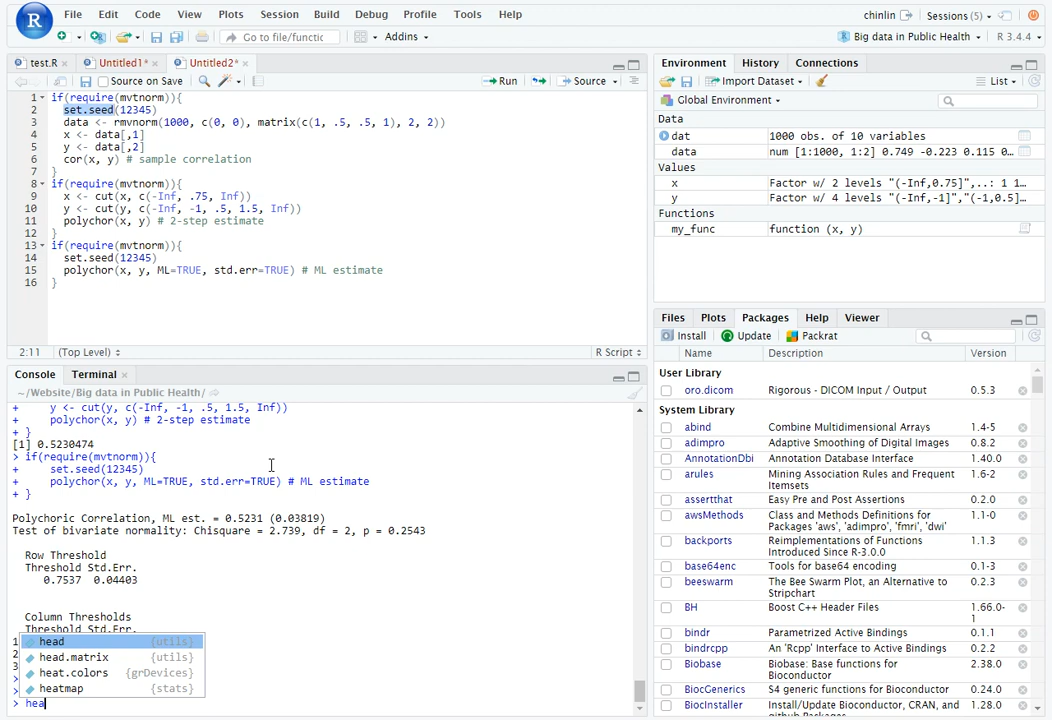 File Edit Code View Plots Session Build Debug Profile Tools Help
chinlin Sessions (5)
Go to file/functic Addins
Big data in Public Health R 3.4.4
test.R Untitled1* Untitled2*
Source on Save Run Source
1 if(require(mvtnorm)){
2 set.seed(12345)
3 data <- rmvnorm(1000, c(0, 0), matrix(c(1, .5, .5, 1), 2, 2))
4 x <- data[,1]
5 y <- data[,2]
6 cor(x, y) # sample correlation
7 }
8 if(require(mvtnorm)){
9 x <- cut(x, c(-Inf, .75, Inf))
10 y <- cut(y, c(-Inf, -1, .5, 1.5, Inf))
11 polychor(x, y) # 2-step estimate
12 }
13 if(require(mvtnorm)){
14 set.seed(12345)
15 polychor(x, y, ML=TRUE, std.err=TRUE) # ML estimate
16 }
2:11 (Top Level) R Script
Console Terminal
~/Website/Big data in Public Health/
+ y <- cut(y, c(-Inf, -1, .5, 1.5, Inf))
+ polychor(x, y) # 2-step estimate
+ }
[1] 0.5230474
> if(require(mvtnorm)){
+ set.seed(12345)
+ polychor(x, y, ML=TRUE, std.err=TRUE) # ML estimate
+ }
Polychoric Correlation, ML est. = 0.5231 (0.03819)
Test of bivariate normality: Chisquare = 2.739, df = 2, p = 0.2543
Row Threshold
Threshold Std.Err.
0.7537 0.04403
Column Thresholds
Threshold Std.Err.
1
2
3
>
>
head {utils}
head.matrix {utils}
heat.colors {grDevices}
heatmap {stats}
> hea
Environment History Connections
Import Dataset List
Global Environment
Data
dat 1000 obs. of 10 variables
data num [1:1000, 1:2] 0.749 -0.223 0.115 0…
Values
x Factor w/ 2 levels "(-Inf,0.75]",..: 1 1…
y Factor w/ 4 levels "(-Inf,-1]","(-1,0.5]…
Functions
my_func function (x, y)
Files Plots Packages Help Viewer
Install Update Packrat
Name Description Version
User Library
oro.dicom Rigorous - DICOM Input / Output 0.5.3
System Library
abind Combine Multidimensional Arrays 1.4-5
adimpro Adaptive Smoothing of Digital Images 0.8.2
AnnotationDbi Annotation Database Interface 1.40.0
arules Mining Association Rules and Frequent 1.6-2
Itemsets
assertthat Easy Pre and Post Assertions 0.2.0
awsMethods Class and Methods Definitions for 1.1-0
Packages 'aws', 'adimpro', 'fmri', 'dwi'
backports Reimplementations of Functions 1.1.3
Introduced Since R-3.0.0
base64enc Tools for base64 encoding 0.1-3
beeswarm The Bee Swarm Plot, an Alternative to 0.2.3
Stripchart
BH Boost C++ Header Files 1.66.0-
1
bindr Parametrized Active Bindings 0.1.1
bindrcpp An 'Rcpp' Interface to Active Bindings 0.2.2
Biobase Biobase: Base functions for 2.38.0
Bioconductor
BiocGenerics S4 generic functions for Bioconductor 0.24.0
BiocInstaller Install/Update Bioconductor, CRAN, and 1.28.0
github Packages